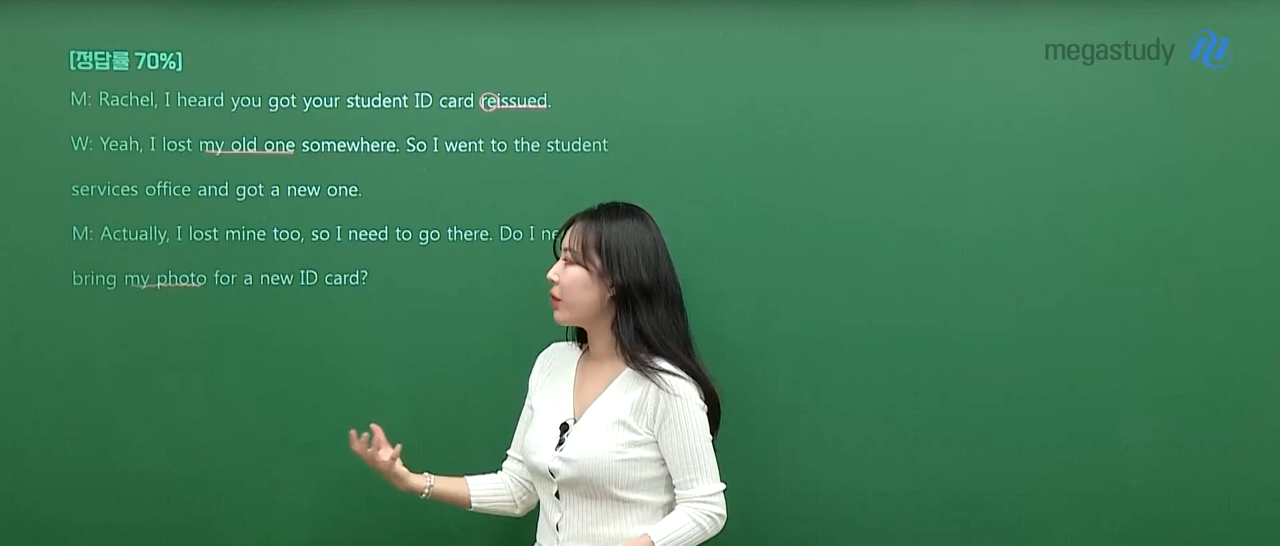 megastudy
[정답률 70%]
M: Rachel, I heard you got your student ID card reissued.
W: Yeah, I lost my old one somewhere. So I went to the student
services office and got a new one.
M: Actually, I lost mine too, so I need to go there. Do I
bring my photo for a new ID card?